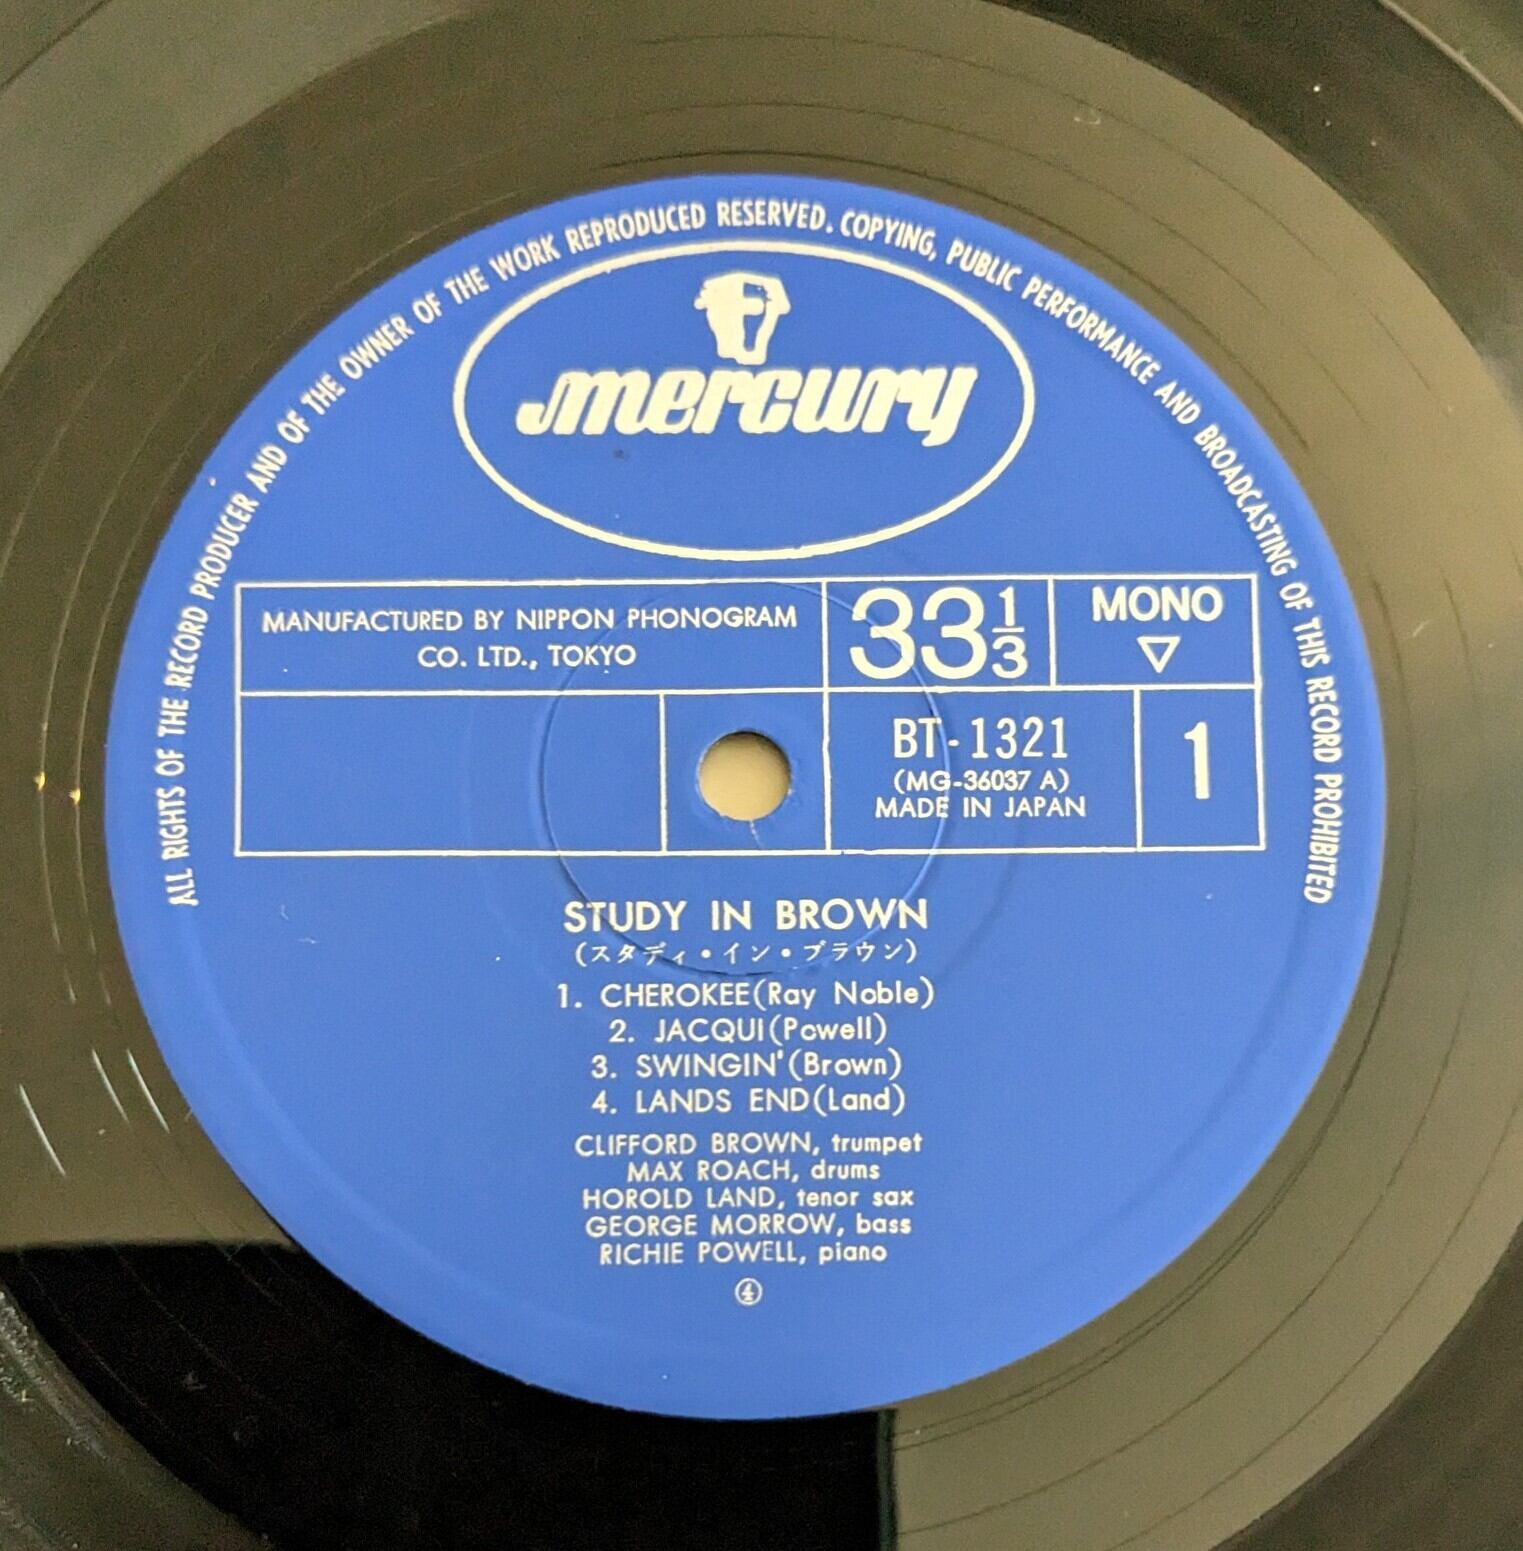 ALL RIGHTS OF THE RECORD PRODUCER AND OF THE OWNER OF THE WORK REPRODUCED RESERVED. COPYING, PUBLIC PERFORMANCE AND BROADCASTING OF THIS RECORD PROHIBITED
mercury
MANUFACTURED BY NIPPON PHONOGRAM
CO. LTD., TOKYO
33 1/3
MONO
▽
BT-1321
(MG-36037 A)
MADE IN JAPAN
1
STUDY IN BROWN
(スタディ・イン・ブラウン)
1. CHEROKEE(Ray Noble)
2. JACQUI(Powell)
3. SWINGIN'(Brown)
4. LANDS END(Land)
CLIFFORD BROWN, trumpet
MAX ROACH, drums
HOROLD LAND, tenor sax
GEORGE MORROW, bass
RICHIE POWELL, piano
④